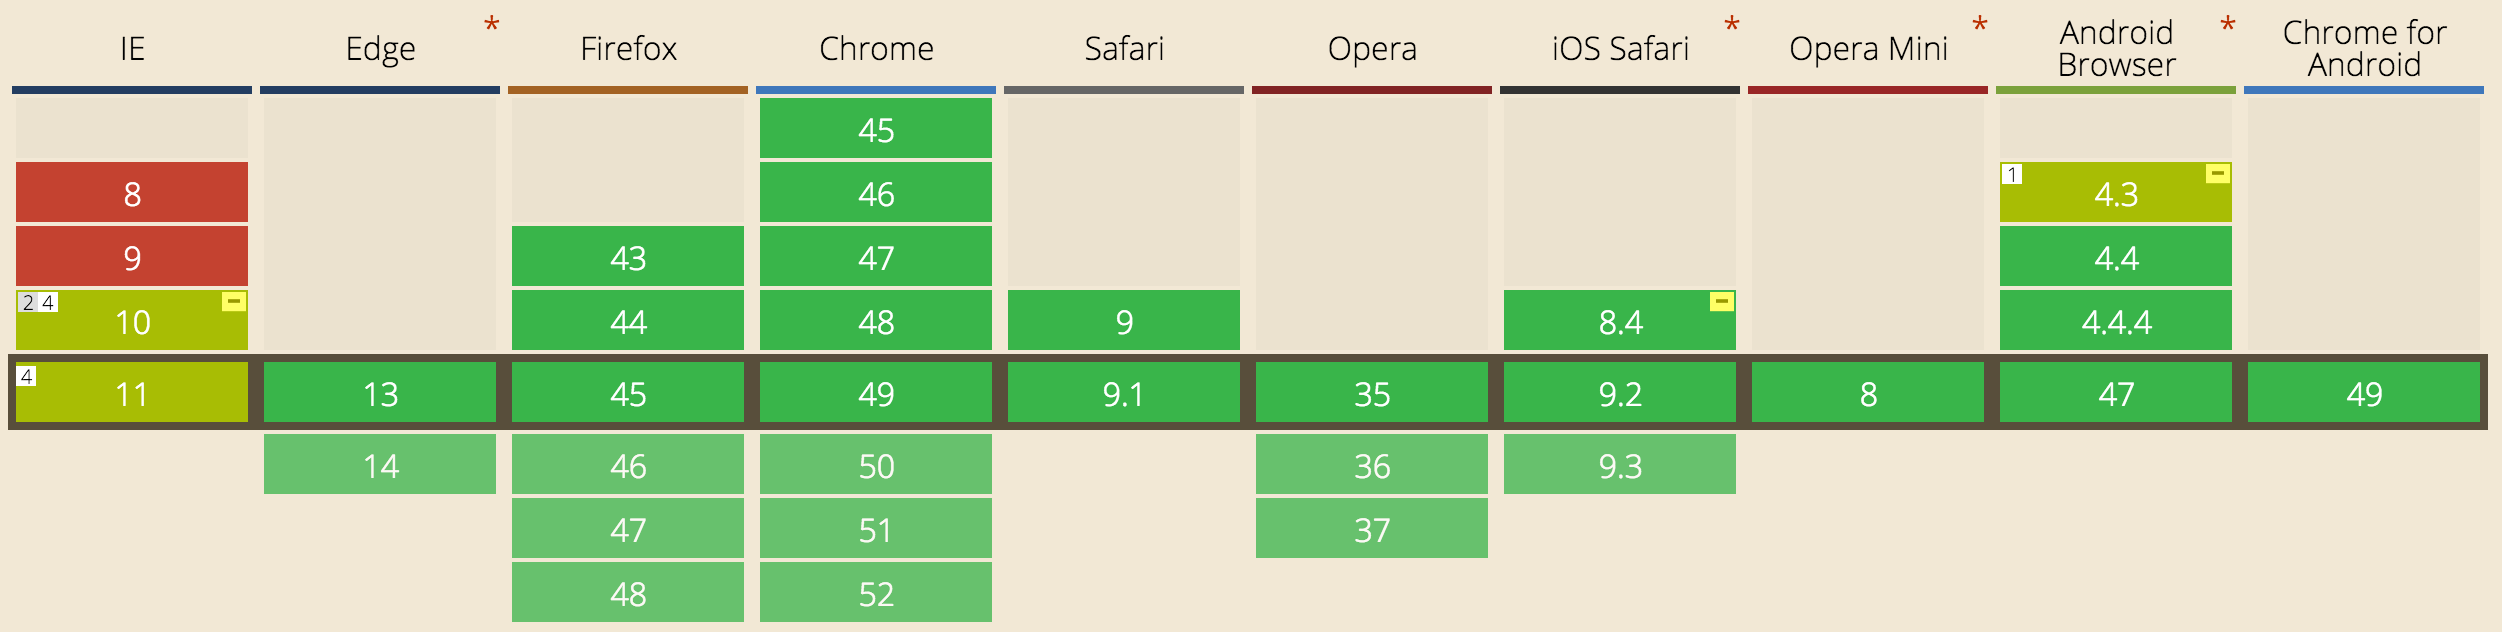 IE Edge * Firefox Chrome Safari Opera iOS Safari * Opera Mini * Android Browser * Chrome for Android
45
8 46 1 4.3 –
9 43 47 4.4
2 4 10 – 44 48 9 8.4 – 4.4.4
4 11 13 45 49 9.1 35 9.2 8 47 49
14 46 50 36 9.3
47 51 37
48 52